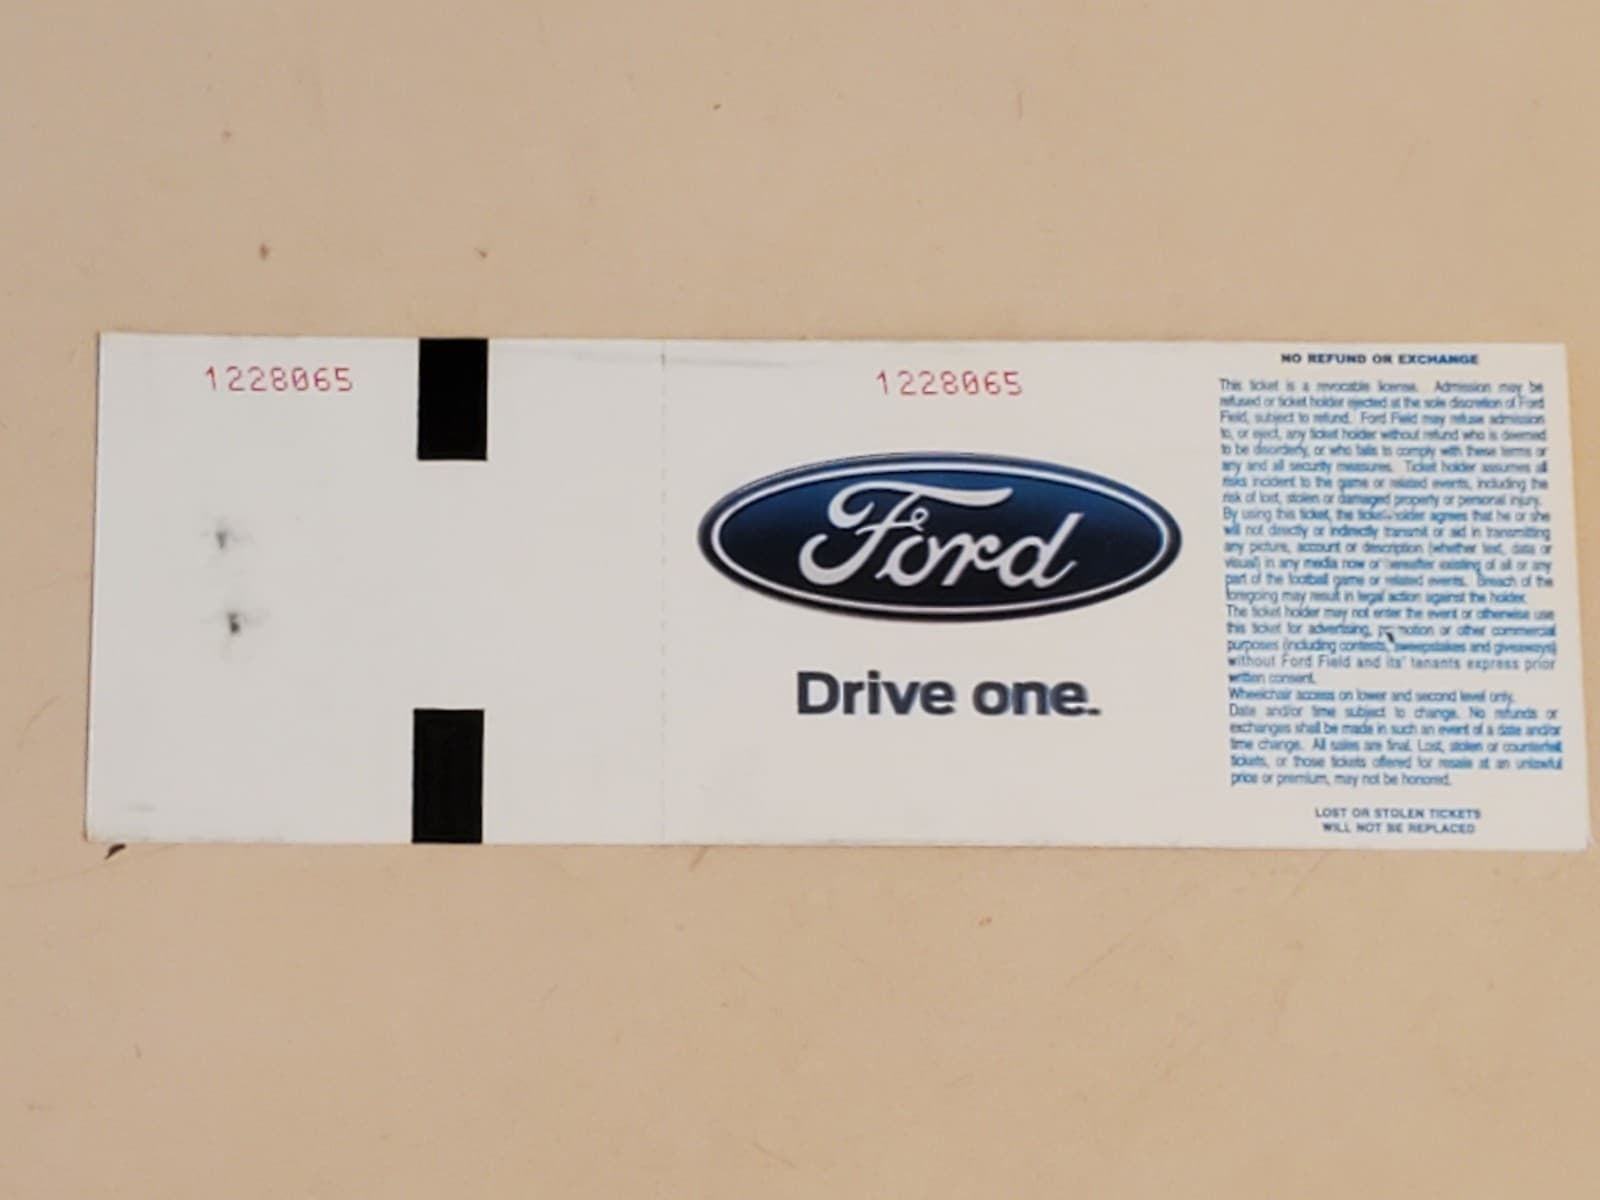 1228065
1228065
Ford
Drive one.
NO REFUND OR EXCHANGE
This ticket is a revocable license. Admission may be
refused or ticket holder ejected at the sole discretion of Ford
Field, subject to refund. Ford Field may refuse admission
to, or eject, any ticket holder without refund who is deemed
to be disorderly, or who fails to comply with these terms or
any and all security measures. Ticket holder assumes all
risks incident to the game or related events, including the
risk of lost, stolen or damaged property or personal injury.
By using this ticket, the ticket holder agrees that he or she
will not directly or indirectly transmit or aid in transmitting
any picture, account or description (whether text, data or
visual) in any media now or hereafter existing of all or any
part of the football game or related events. Breach of the
foregoing may result in legal action against the holder.
The ticket holder may not enter the event or otherwise use
this ticket for advertising, promotion or other commercial
purposes (including contests, sweepstakes and giveaways)
without Ford Field and its' tenants express prior
written consent.
Wheelchair access on lower and second level only.
Date and/or time subject to change. No refunds or
exchanges shall be made in such an event of a date and/or
time change. All sales are final. Lost, stolen or counterfeit
tickets, or those tickets offered for resale at an unlawful
price or premium, may not be honored.
LOST OR STOLEN TICKETS
WILL NOT BE REPLACED